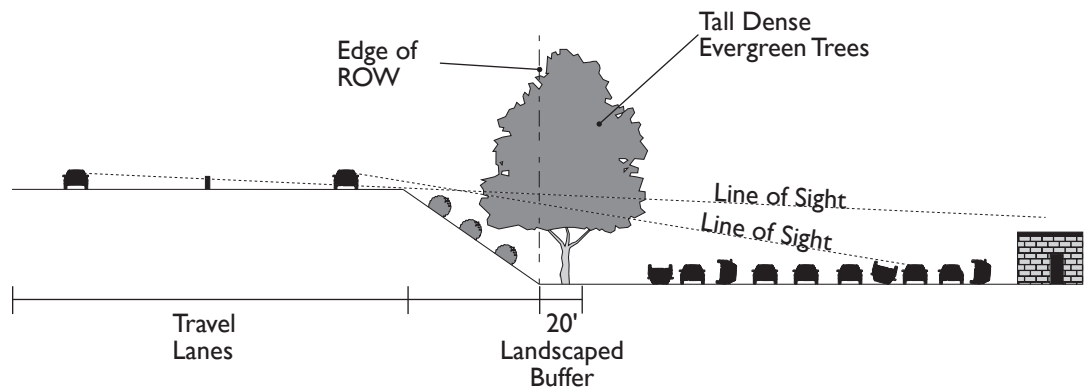 Edge of
ROW
Tall Dense
Evergreen Trees
Line of Sight
Line of Sight
Travel
Lanes
20'
Landscaped
Buffer